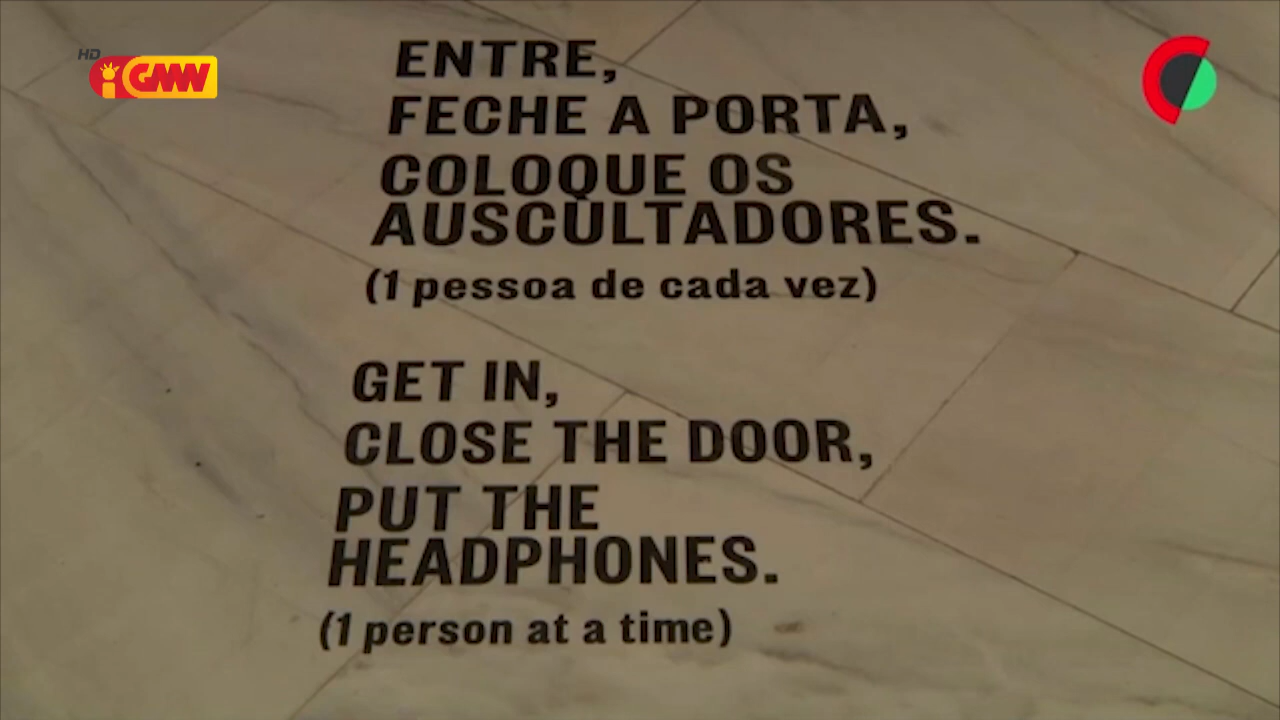 HD
iGMW
ENTRE,
FECHE A PORTA,
COLOQUE OS
AUSCULTADORES.
(1 pessoa de cada vez)
GET IN,
CLOSE THE DOOR,
PUT THE
HEADPHONES.
(1 person at a time)